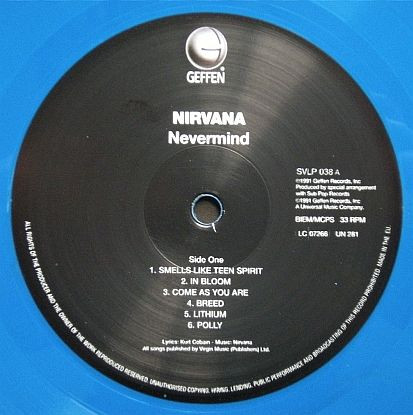 GEFFEN
NIRVANA
Nevermind
SVLP 038 A
℗1991 Geffen Records, Inc
Produced by special arrangement
with Sub Pop Records
©1991 Geffen Records, Inc
A Universal Music Company.
BIEM/MCPS 33 RPM
LC 07266 UN 281
Side One
1. SMELLS LIKE TEEN SPIRIT
2. IN BLOOM
3. COME AS YOU ARE
4. BREED
5. LITHIUM
6. POLLY
Lyrics: Kurt Cobain - Music: Nirvana
All songs published by Virgin Music (Publishers) Ltd.
ALL RIGHTS OF THE PRODUCER AND THE OWNER OF THE WORK REPRODUCED RESERVED. UNAUTHORISED COPYING, HIRING, LENDING, PUBLIC PERFORMANCE AND BROADCASTING OF THIS RECORD PROHIBITED. MADE IN THE E.U.